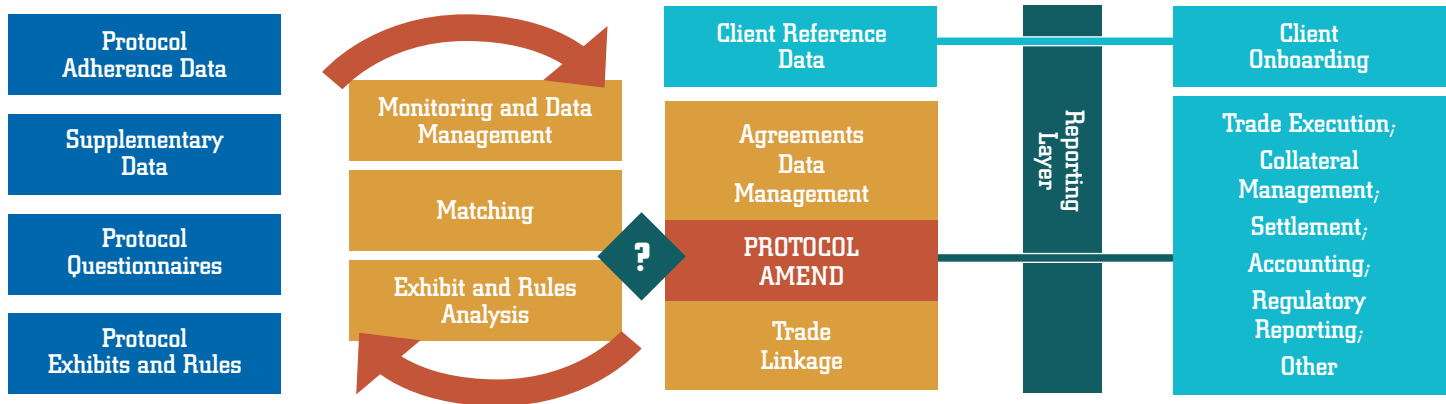 Protocol
Adherence Data
Supplementary
Data
Protocol
Questionnaires
Protocol
Exhibits and Rules
Monitoring and Data
Management
Matching
Exhibit and Rules
Analysis
?
Client Reference
Data
Agreements
Data
Management
PROTOCOL
AMEND
Trade
Linkage
Reporting
Layer
Client
Onboarding
Trade Execution;
Collateral
Management;
Settlement;
Accounting;
Regulatory
Reporting;
Other